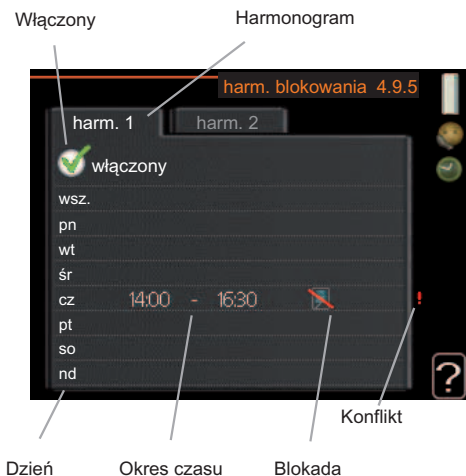 Włączony Harmonogram
harm. blokowania 4.9.5
harm. 1 harm. 2
włączony
wsz.
pn
wt
śr
cz 14:00 - 16:30 !
pt
so
nd
?
Konflikt
Dzień Okres czasu Blokada